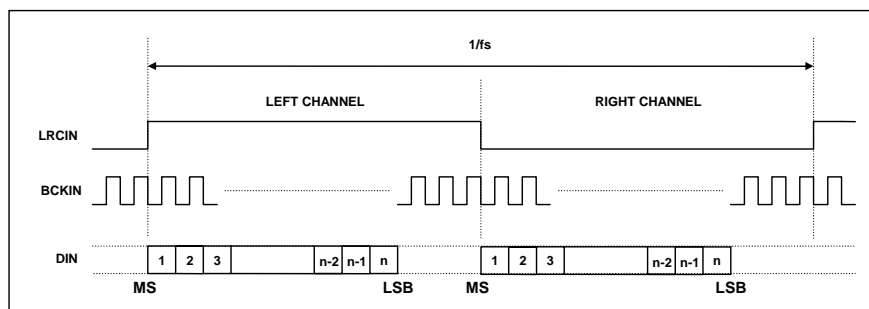 1/fs
LEFT CHANNEL RIGHT CHANNEL
LRCIN
BCKIN
DIN 1 2 3 n-2 n-1 n 1 2 3 n-2 n-1 n
MS LSB MS LSB